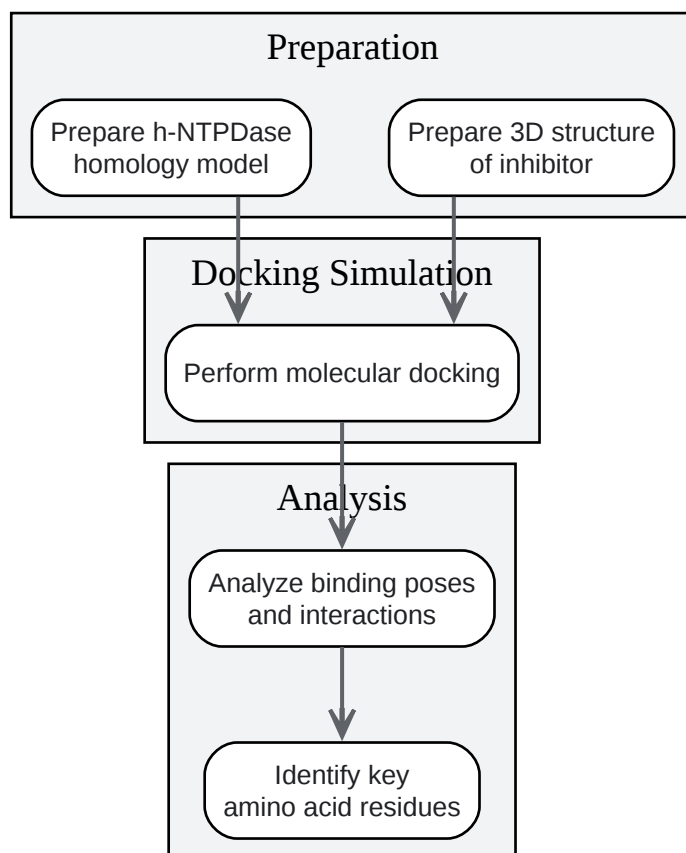 Preparation
Prepare h-NTPDase
homology model
Prepare 3D structure
of inhibitor
Docking Simulation
Perform molecular docking
Analysis
Analyze binding poses
and interactions
Identify key
amino acid residues